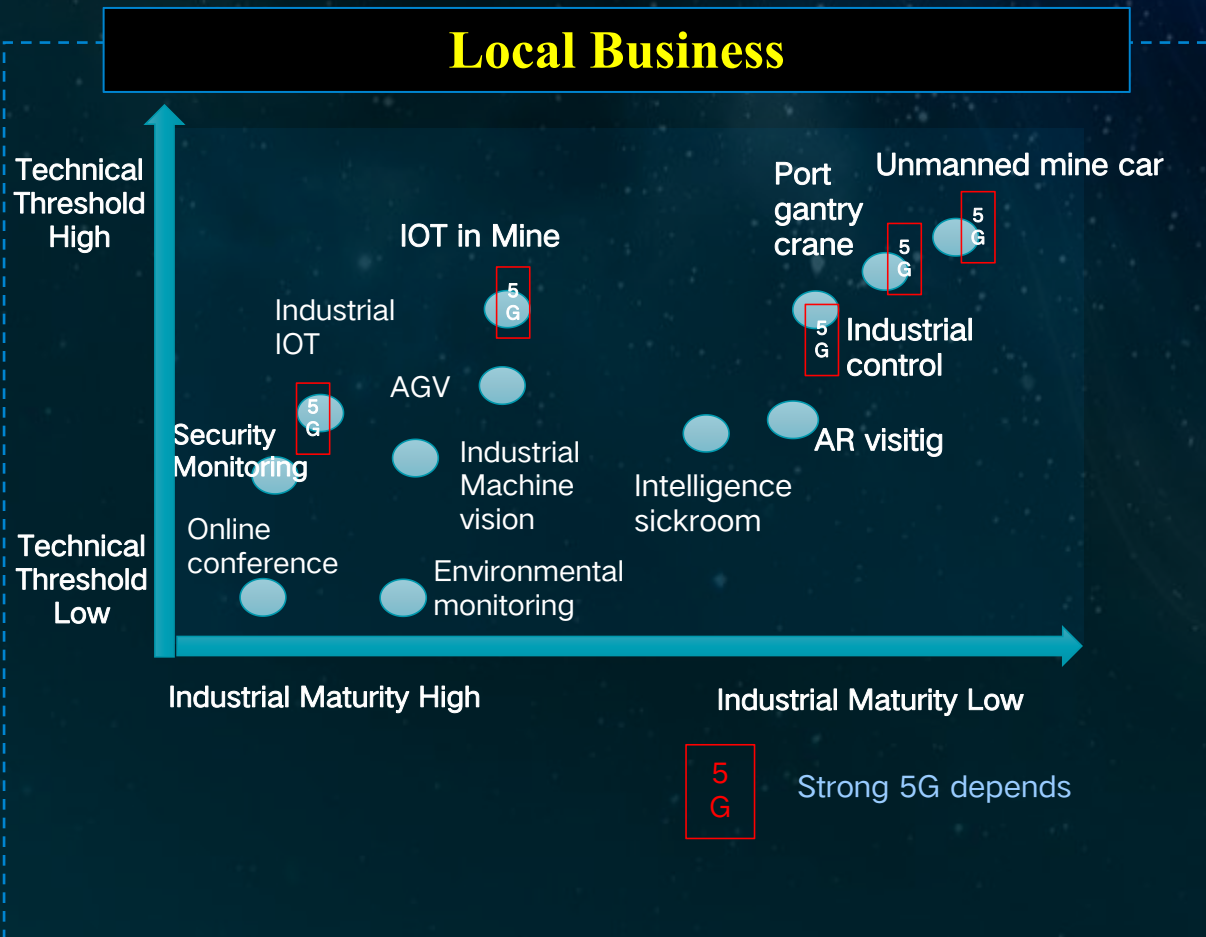 Local Business
Technical
Threshold
High
Port
gantry
crane
Unmanned mine car
5
G
5
G
IOT in Mine
5
G
Industrial
IOT
5
G
Industrial
control
AGV
5
G
Security
Monitoring
AR visitig
Industrial
Machine
vision
Intelligence
sickroom
Online
conference
Technical
Threshold
Low
Environmental
monitoring
Industrial Maturity High
Industrial Maturity Low
5
G
Strong 5G depends